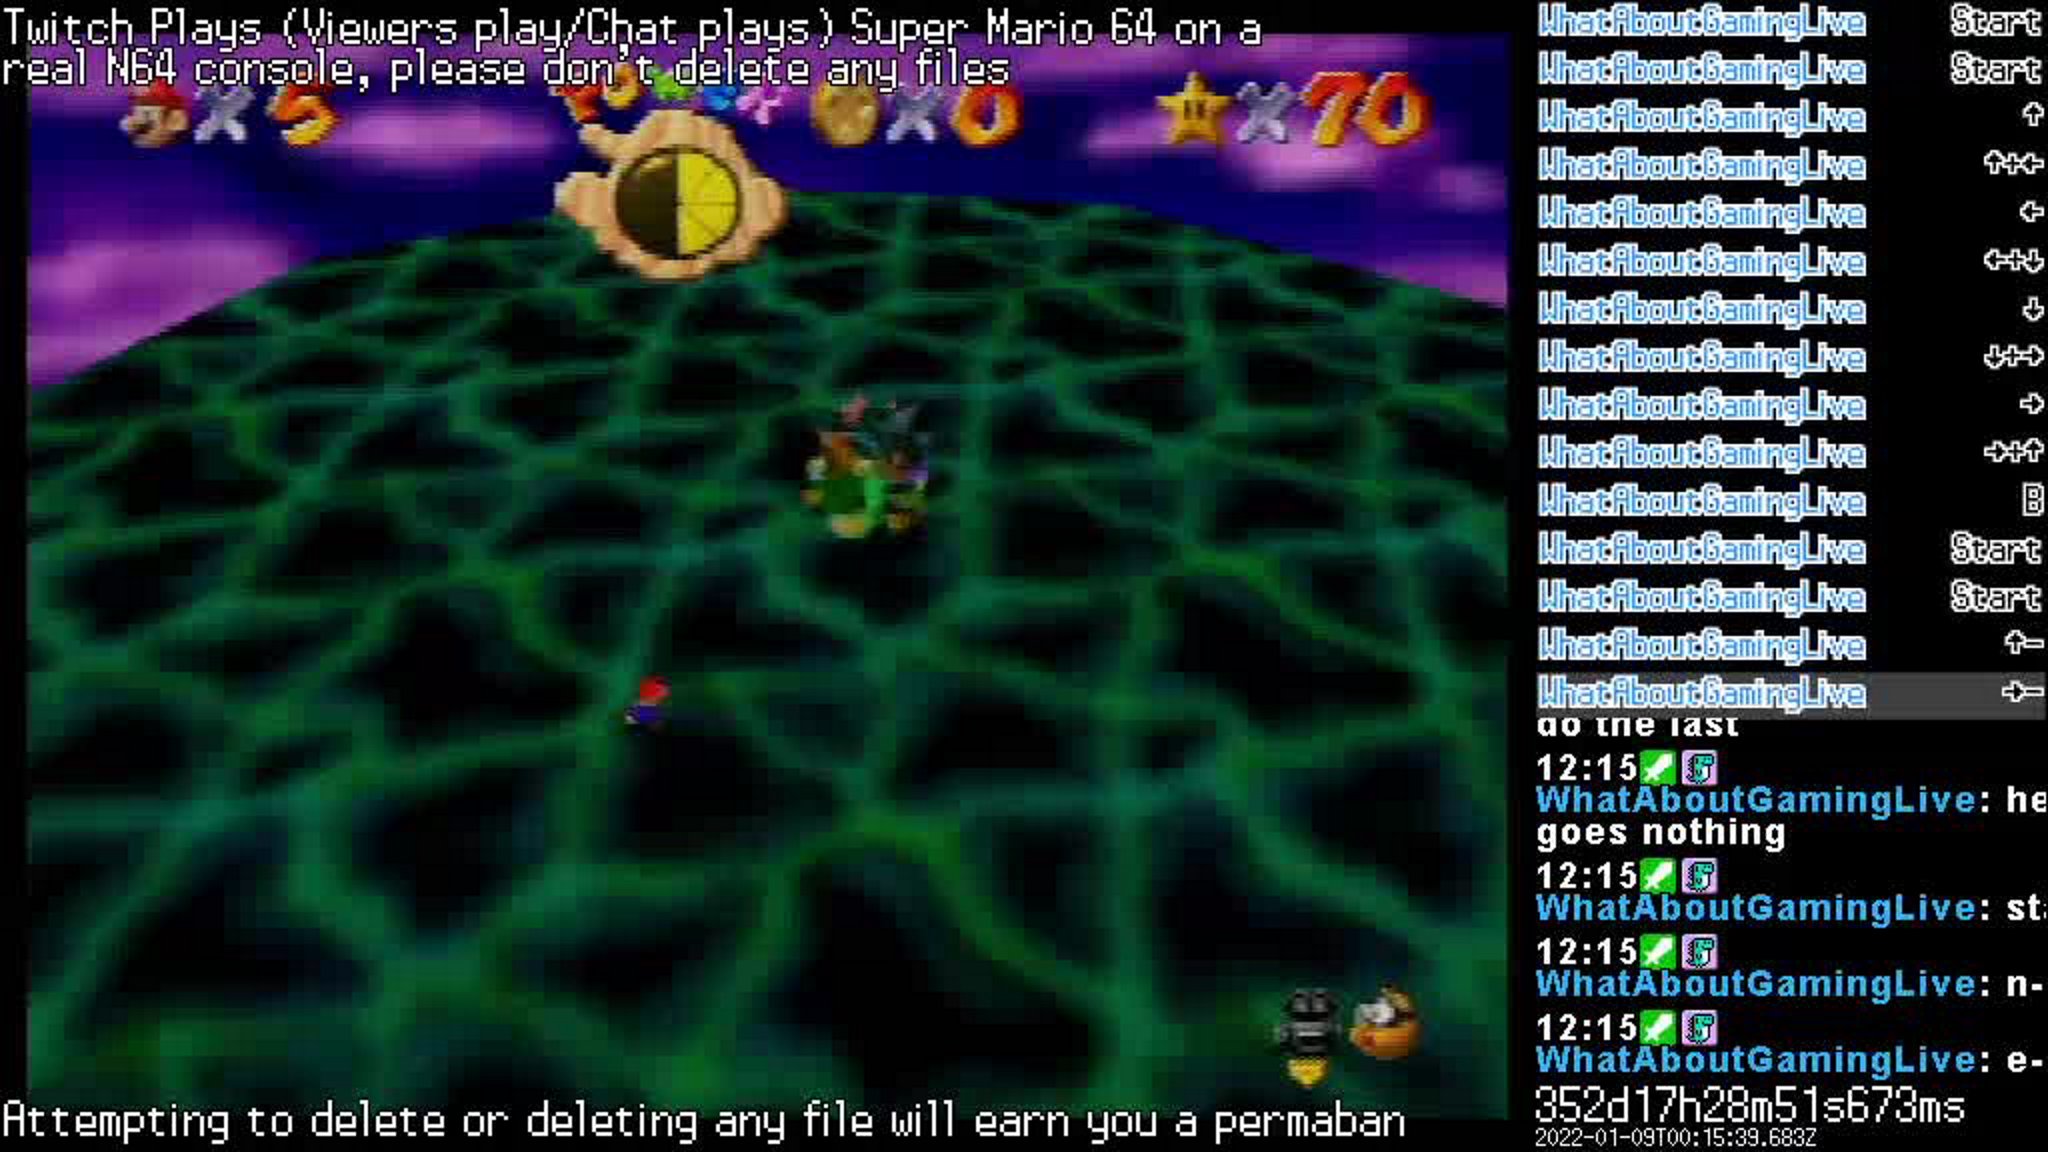 Twitch Plays (Viewers play/Chat plays) Super Mario 64 on a
real N64 console, please don't delete any files
× 5
× 0
× 70
Attempting to delete or deleting any file will earn you a permaban
WhatAboutGamingLive Start
WhatAboutGamingLive Start
WhatAboutGamingLive ↑
WhatAboutGamingLive ↑+←
WhatAboutGamingLive ←
WhatAboutGamingLive ←+↓
WhatAboutGamingLive ↓
WhatAboutGamingLive ↓+→
WhatAboutGamingLive →
WhatAboutGamingLive →+↑
WhatAboutGamingLive B
WhatAboutGamingLive Start
WhatAboutGamingLive Start
WhatAboutGamingLive ↑-
WhatAboutGamingLive →-
do the last
12:15
WhatAboutGamingLive: he
goes nothing
12:15
WhatAboutGamingLive: st
12:15
WhatAboutGamingLive: n-
12:15
WhatAboutGamingLive: e-
352d17h28m51s673ms
2022-01-09T00:15:39.683Z